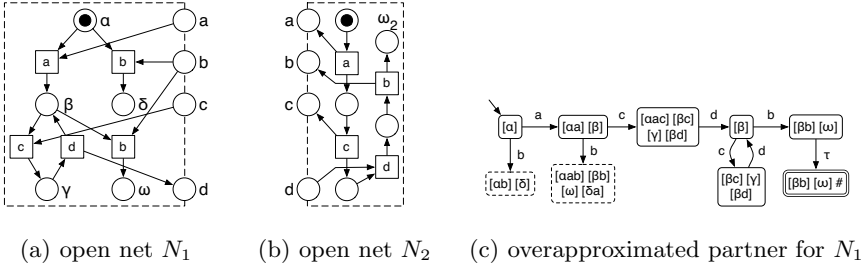 α
a
a
b
b
β
δ
c
c
d
b
γ
ω
d
a
ω2
a
b
b
c
c
d
d
[α]
a
[αa] [β]
c
[αac] [βc]
[γ] [βd]
d
[β]
b
[βb] [ω]
b
b
c
d
τ
[αb] [δ]
[αab] [βb]
[ω] [δa]
[βc] [γ]
[βd]
[βb] [ω] #
(a) open net N1
(b) open net N2
(c) overapproximated partner for N1